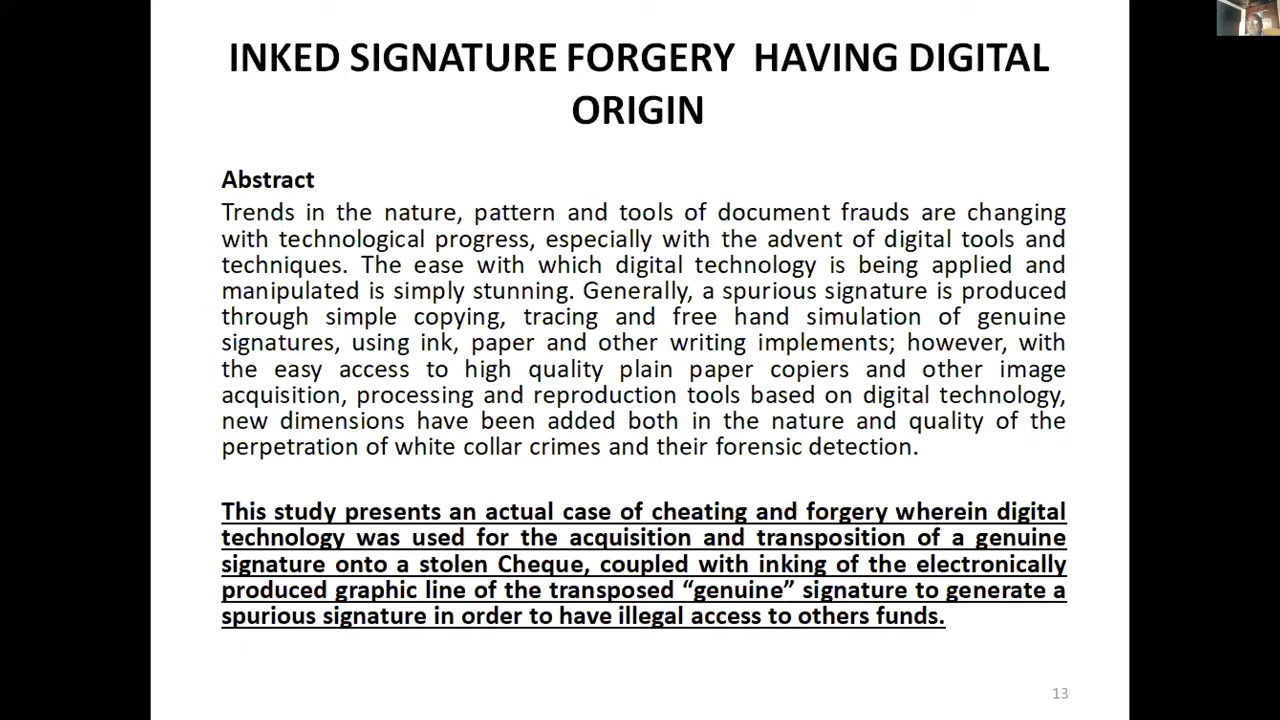 INKED SIGNATURE FORGERY HAVING DIGITAL
ORIGIN
Abstract
Trends in the nature, pattern and tools of document frauds are changing
with technological progress, especially with the advent of digital tools and
techniques. The ease with which digital technology is being applied and
manipulated is simply stunning. Generally, a spurious signature is produced
through simple copying, tracing and free hand simulation of genuine
signatures, using ink, paper and other writing implements; however, with
the easy access to high quality plain paper copiers and other image
acquisition, processing and reproduction tools based on digital technology,
new dimensions have been added both in the nature and quality of the
perpetration of white collar crimes and their forensic detection.
This study presents an actual case of cheating and forgery wherein digital
technology was used for the acquisition and transposition of a genuine
signature onto a stolen Cheque, coupled with inking of the electronically
produced graphic line of the transposed “genuine” signature to generate a
spurious signature in order to have illegal access to others funds.
13